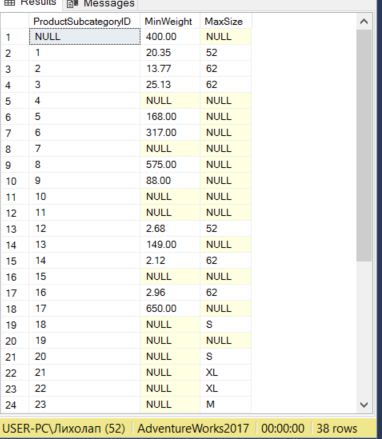 Results Messages
ProductSubcategoryID MinWeight MaxSize
1 NULL 400.00 NULL
2 1 20.35 52
3 2 13.77 62
4 3 25.13 62
5 4 NULL NULL
6 5 168.00 NULL
7 6 317.00 NULL
8 7 NULL NULL
9 8 575.00 NULL
10 9 88.00 NULL
11 10 NULL NULL
12 11 NULL NULL
13 12 2.68 52
14 13 149.00 NULL
15 14 2.12 62
16 15 NULL NULL
17 16 2.96 62
18 17 650.00 NULL
19 18 NULL S
20 19 NULL NULL
21 20 NULL S
22 21 NULL XL
23 22 NULL XL
24 23 NULL M
USER-PC\Лихолап (52) AdventureWorks2017 00:00:00 38 rows